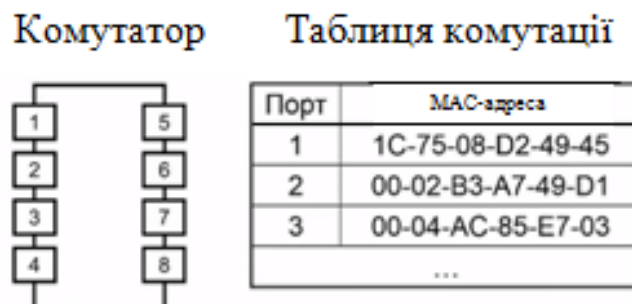 Комутатор Таблиця комутації
1 5
2 6
3 7
4 8
Порт МАС-адреса
1 1C-75-08-D2-49-45
2 00-02-B3-A7-49-D1
3 00-04-AC-85-E7-03
...